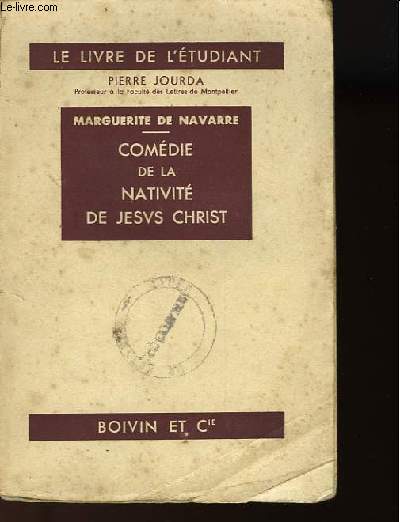 Le-livre.com
LE LIVRE DE L'ÉTUDIANT
PIERRE JOURDA
Professeur à la Faculté des Lettres de Montpellier
MARGUERITE DE NAVARRE
COMÉDIE
DE LA
NATIVITÉ
DE JESVS CHRIST
BOIVIN ET CIE